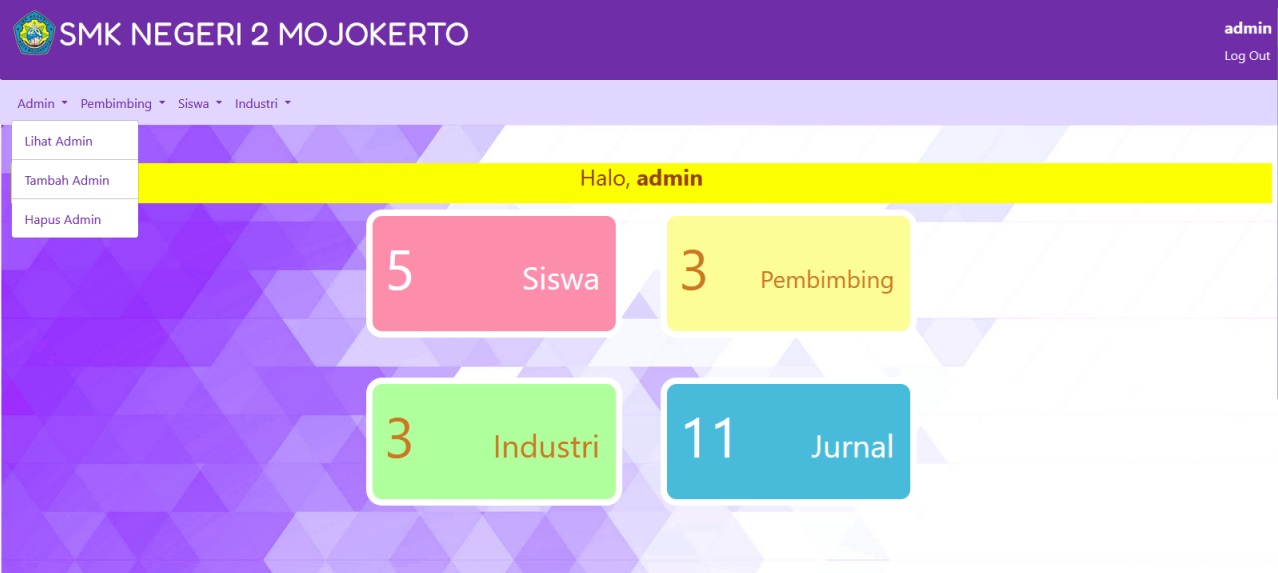 SMK NEGERI 2 MOJOKERTO
admin
Log Out
Admin Pembimbing Siswa Industri
Lihat Admin
Tambah Admin
Hapus Admin
Halo, admin
5 Siswa
3 Pembimbing
3 Industri
11 Jurnal